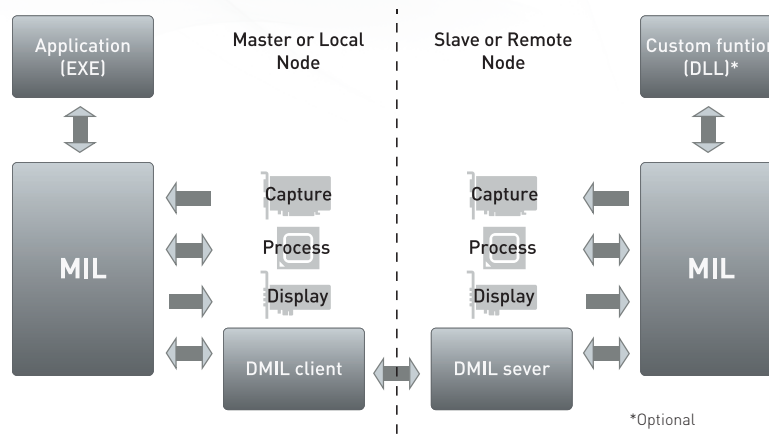 Application
(EXE)
Master or Local
Node
Slave or Remote
Node
Custom funtion
(DLL)*
MIL
Capture
Process
Display
DMIL client
Capture
Process
Display
DMIL sever
MIL
*Optional